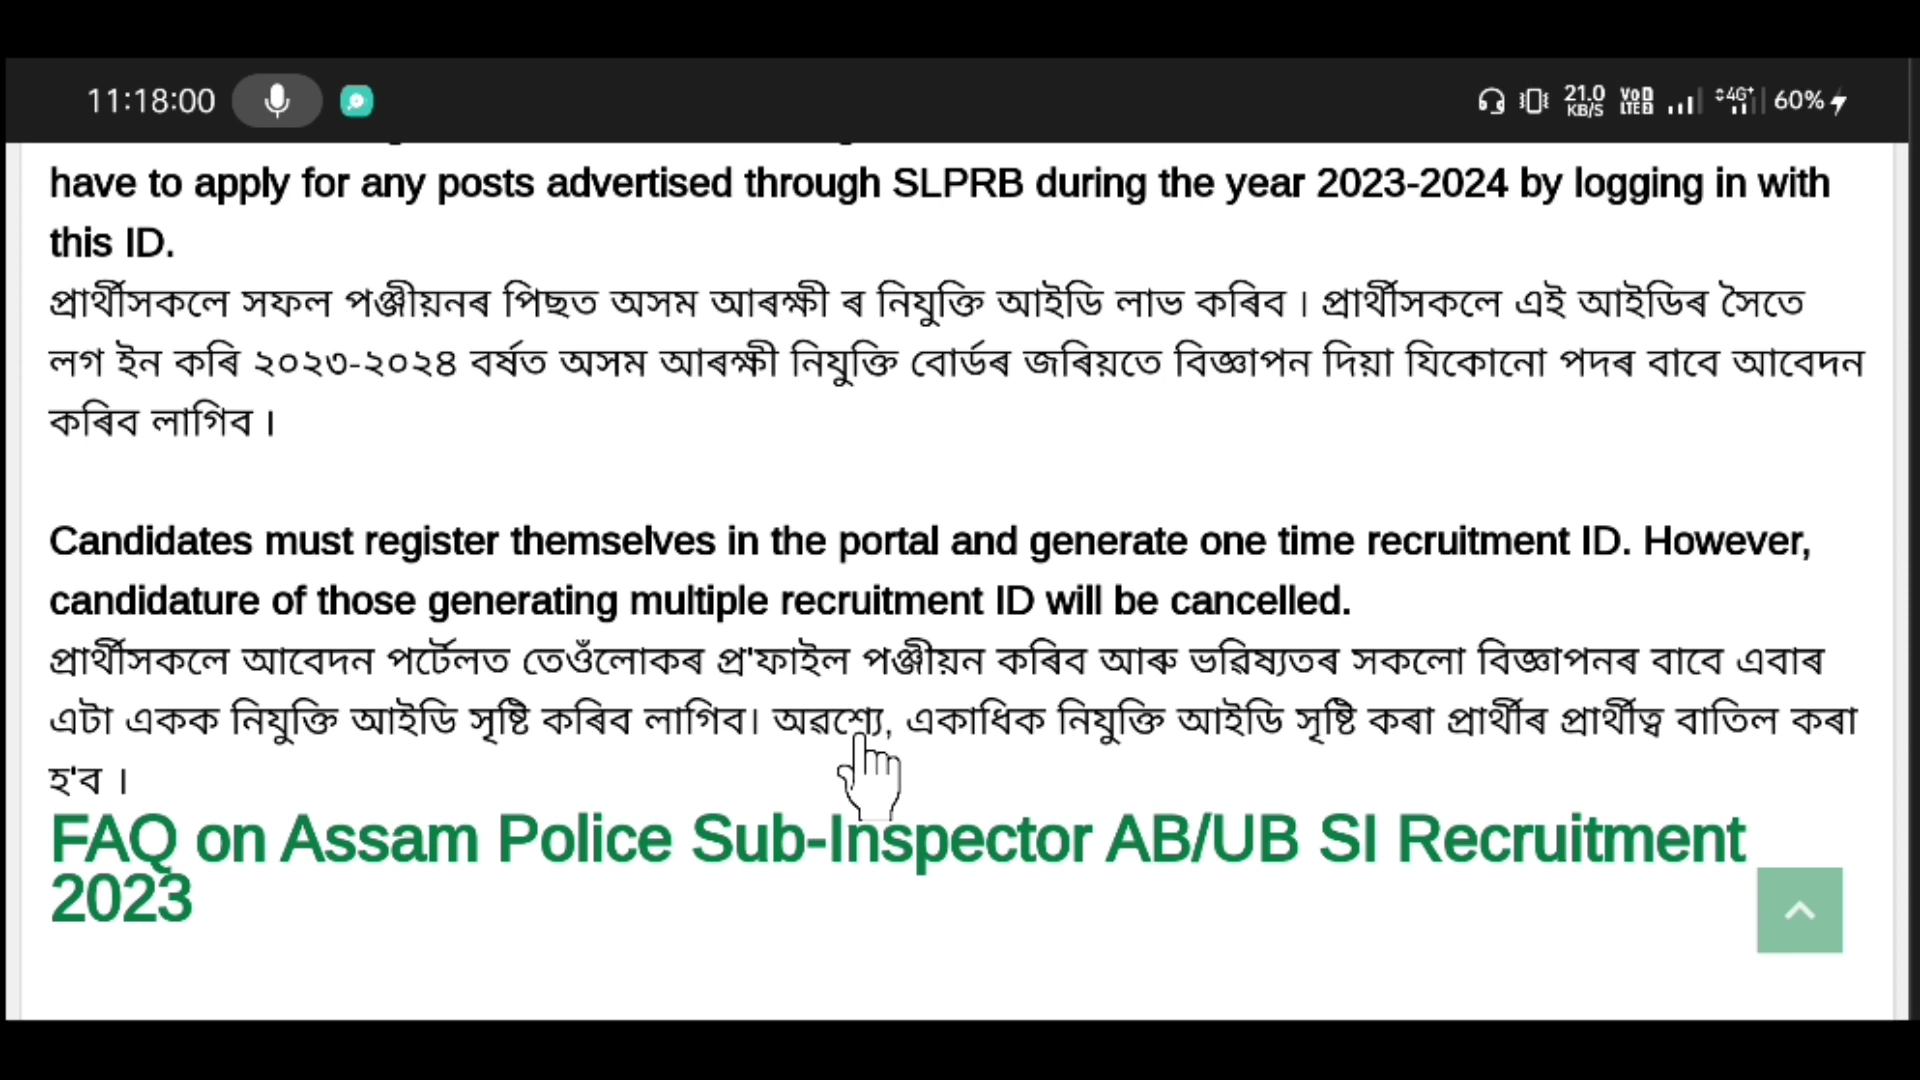 11:18:00
21.0 KB/S
VoD LTE 2
4G+
60%
have to apply for any posts advertised through SLPRB during the year 2023-2024 by logging in with
this ID.
প্ৰাৰ্থীসকলে সফল পঞ্জীয়নৰ পিছত অসম আৰক্ষী ৰ নিযুক্তি আইডি লাভ কৰিব । প্ৰাৰ্থীসকলে এই আইডিৰ সৈতে
লগ ইন কৰি ২০২৩-২০২৪ বৰ্ষত অসম আৰক্ষী নিযুক্তি বোৰ্ডৰ জৰিয়তে বিজ্ঞাপন দিয়া যিকোনো পদৰ বাবে আবেদন
কৰিব লাগিব ।
Candidates must register themselves in the portal and generate one time recruitment ID. However,
candidature of those generating multiple recruitment ID will be cancelled.
প্ৰাৰ্থীসকলে আবেদন পৰ্টেলত তেওঁলোকৰ প্ৰ'ফাইল পঞ্জীয়ন কৰিব আৰু ভৱিষ্যতৰ সকলো বিজ্ঞাপনৰ বাবে এবাৰ
এটা একক নিযুক্তি আইডি সৃষ্টি কৰিব লাগিব। অৱশ্যে, একাধিক নিযুক্তি আইডি সৃষ্টি কৰা প্ৰাৰ্থীৰ প্ৰাৰ্থীত্ব বাতিল কৰা
হ'ব ।
FAQ on Assam Police Sub-Inspector AB/UB SI Recruitment
2023